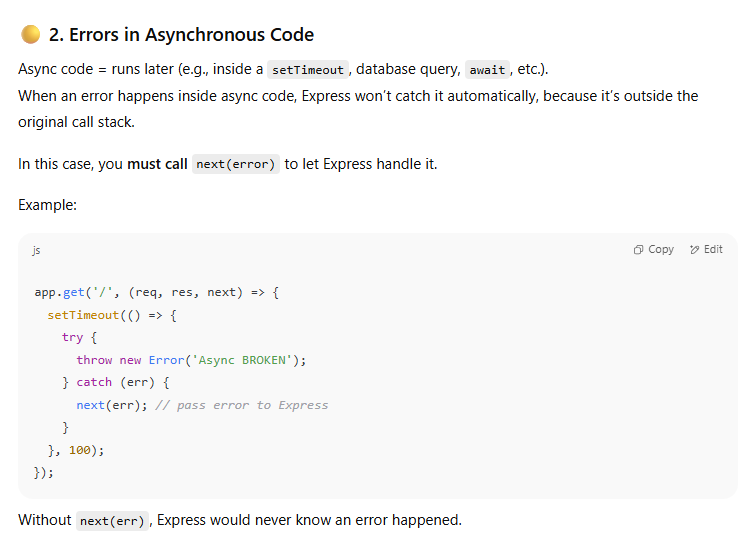 2. Errors in Asynchronous Code
Async code = runs later (e.g., inside a setTimeout, database query, await, etc.).
When an error happens inside async code, Express won't catch it automatically, because it's outside the
original call stack.
In this case, you must call next(error) to let Express handle it.
Example:
js
Copy
Edit
app.get('/', (req, res, next) => {
  setTimeout(() => {
    try {
      throw new Error('Async BROKEN');
    } catch (err) {
      next(err); // pass error to Express
    }
  }, 100);
});
Without next(err), Express would never know an error happened.